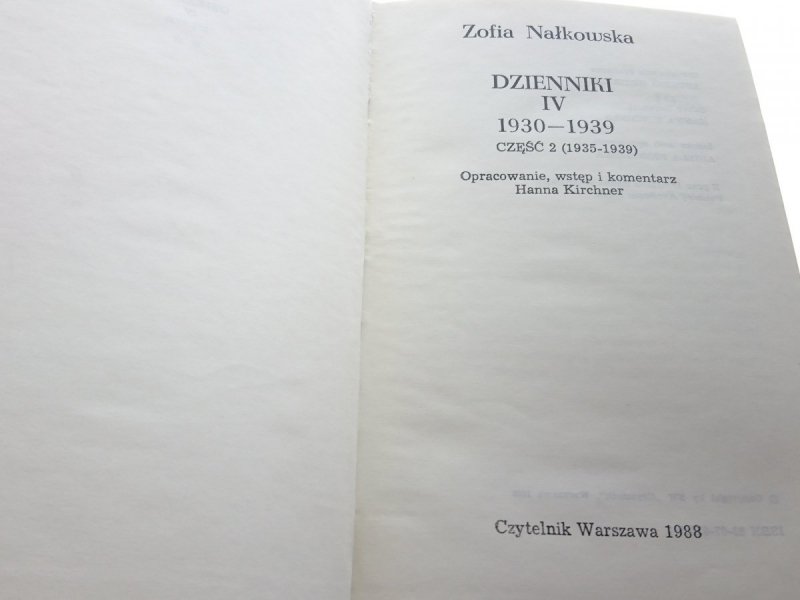 Zofia Nałkowska
DZIENNIKI
IV
1930—1939
CZĘŚĆ 2 (1935-1939)
Opracowanie, wstęp i komentarz
Hanna Kirchner
Czytelnik Warszawa 1988